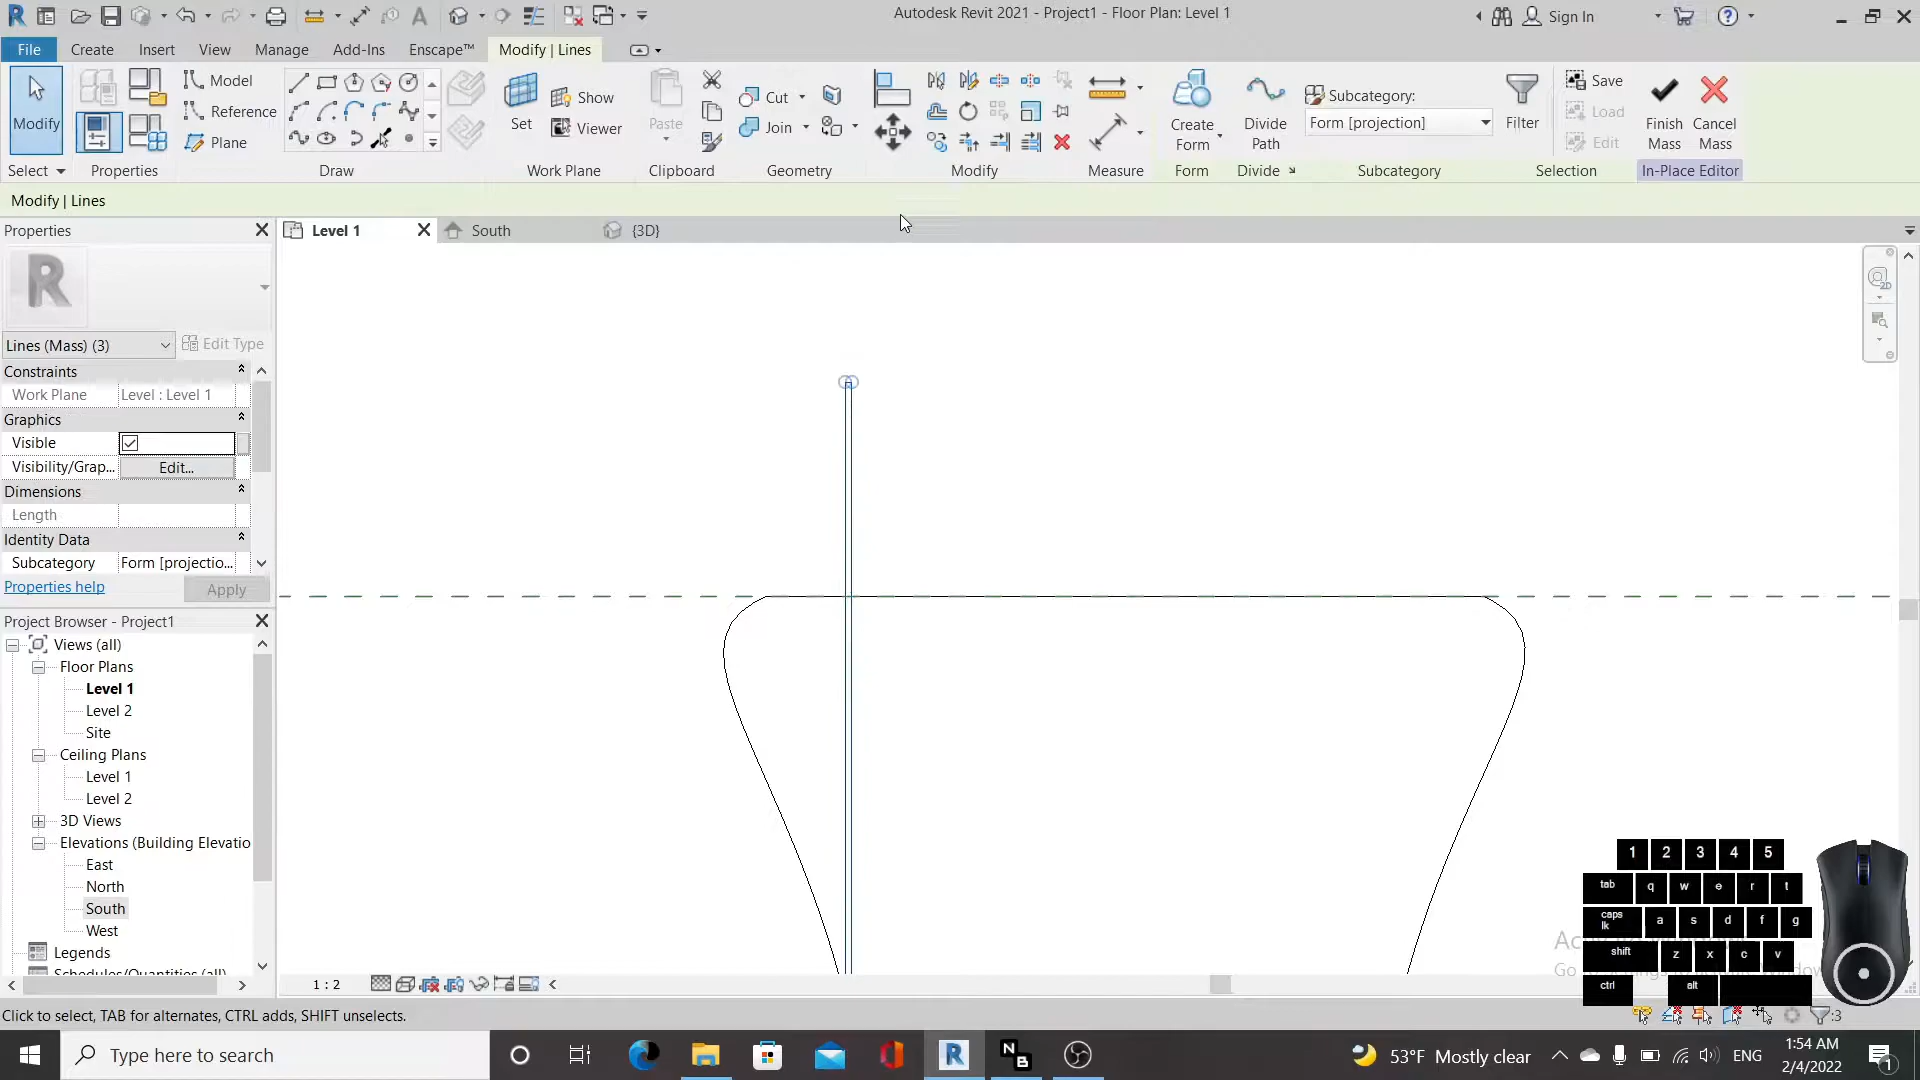 Autodesk Revit 2021 - Project1 - Floor Plan: Level 1
Sign In
File
Create
Insert
View
Manage
Add-Ins
Enscape™
Modify | Lines
Modify
Model
Reference
Plane
Set
Show
Viewer
Paste
Cut
Join
Create
Form
Divide
Path
Subcategory:
Form [projection]
Filter
Save
Load
Edit
Finish
Mass
Cancel
Mass
Select
Properties
Draw
Work Plane
Clipboard
Geometry
Modify
Measure
Form
Divide
Subcategory
Selection
In-Place Editor
Modify | Lines
Properties
Level 1
South
{3D}
R
Lines (Mass) (3)
Edit Type
Constraints
Work Plane
Level : Level 1
Graphics
Visible
Visibility/Grap...
Edit...
Dimensions
Length
Identity Data
Subcategory
Form [projectio...
Properties help
Apply
Project Browser - Project1
Views (all)
Floor Plans
Level 1
Level 2
Site
Ceiling Plans
Level 1
Level 2
3D Views
Elevations (Building Elevatio
East
North
South
West
Legends
Schedules/Quantities (all)
1 : 2
1 2 3 4 5
tab q w e r t
caps lk a s d f g
shift z x c v
ctrl alt
Click to select, TAB for alternates, CTRL adds, SHIFT unselects.
:3
Type here to search
53°F Mostly clear
ENG
1:54 AM
2/4/2022
1